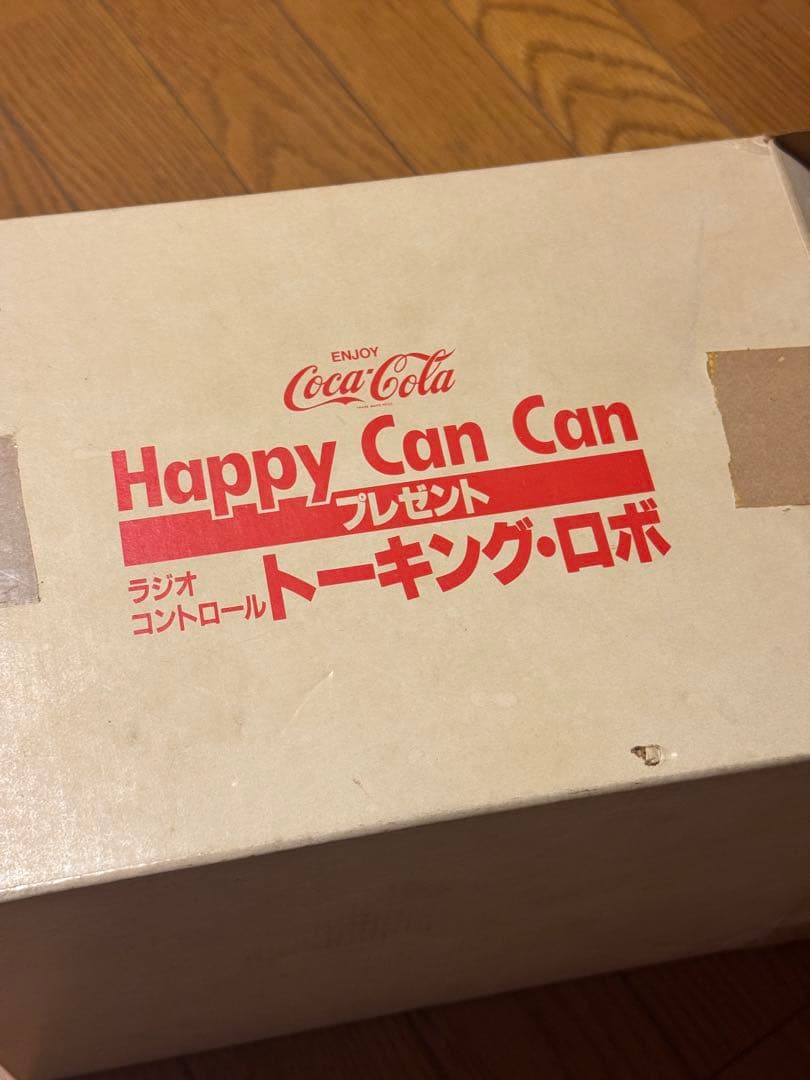 ENJOY
Coca-Cola
Happy Can Can
プレゼント
ラジオ
コントロール
トーキング・ロボ